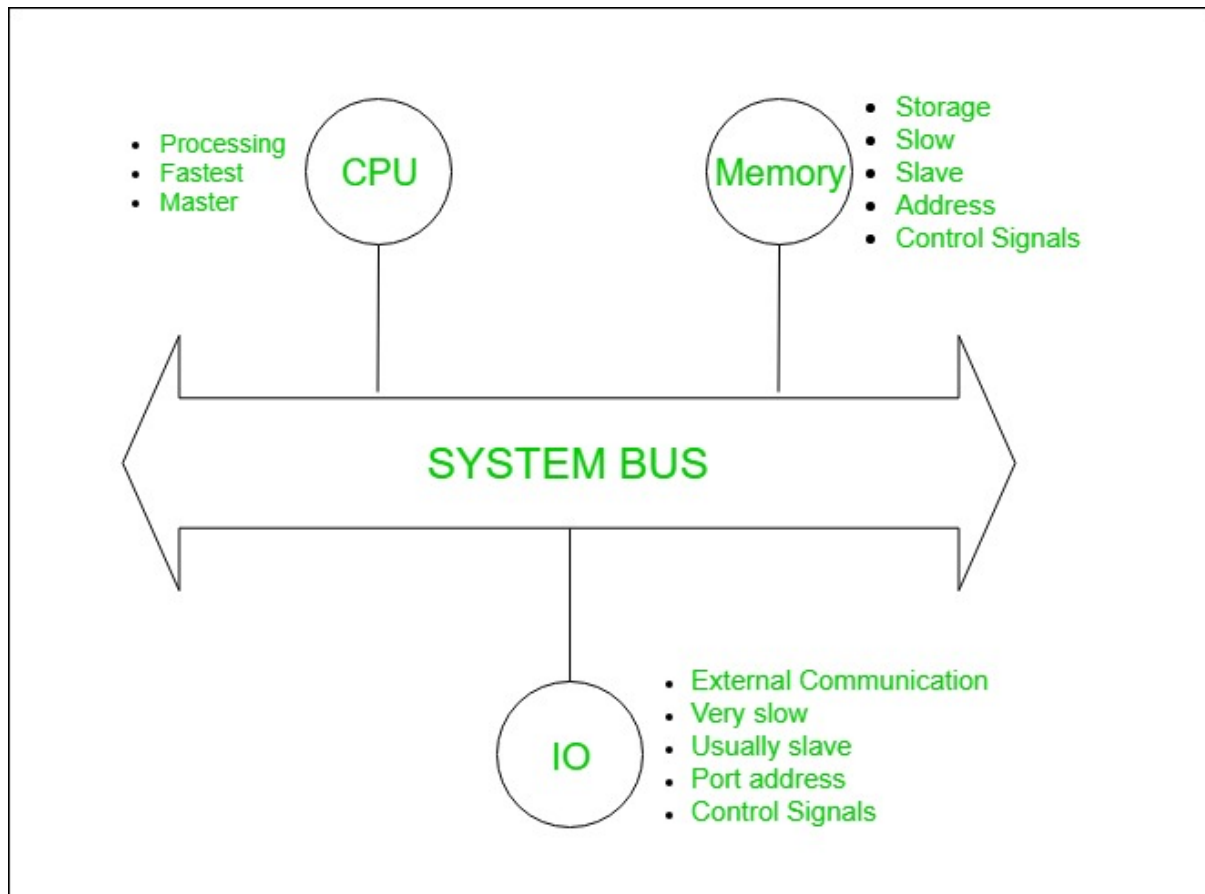 Processing
Fastest
Master
CPU
Memory
Storage
Slow
Slave
Address
Control Signals
SYSTEM BUS
IO
External Communication
Very slow
Usually slave
Port address
Control Signals